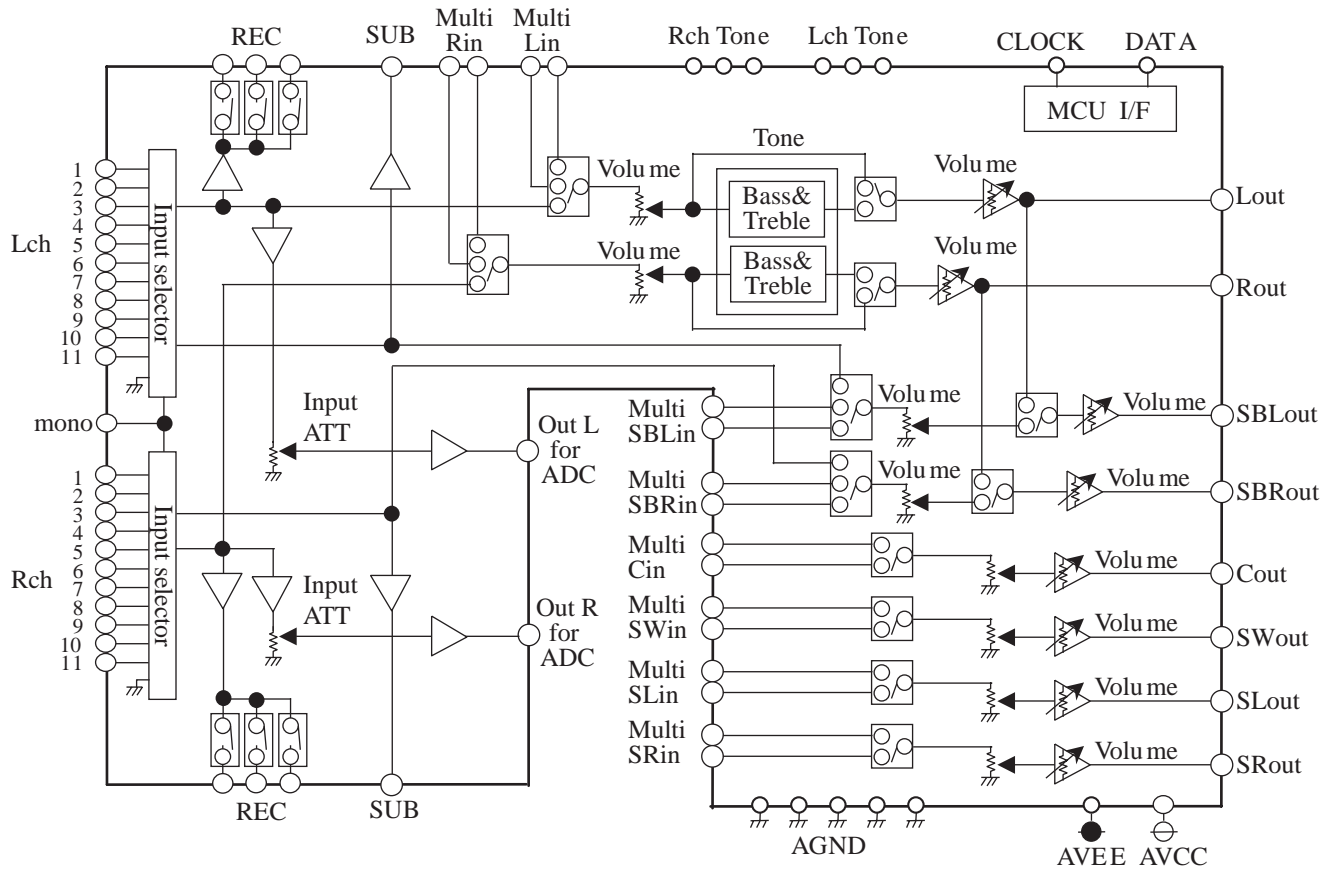 REC
SUB
Multi
Rin
Multi
Lin
Rch Tone
Lch Tone
CLOCK
DATA
MCU I/F
Tone
Volume
Volume
Bass&
Treble
Bass&
Treble
Volume
Volume
Lout
Rout
Lch
1
2
3
4
5
6
7
8
9
10
11
Input selector
mono
Input
ATT
Out L
for
ADC
Multi
SBLin
Volume
Volume
SBLout
Multi
SBRin
Volume
Volume
SBRout
Rch
1
2
3
4
5
6
7
8
9
10
11
Input selector
Input
ATT
Out R
for
ADC
Multi
Cin
Volume
Cout
Multi
SWin
Volume
SWout
Multi
SLin
Volume
SLout
Multi
SRin
Volume
SRout
REC
SUB
AGND
AVEE
AVCC